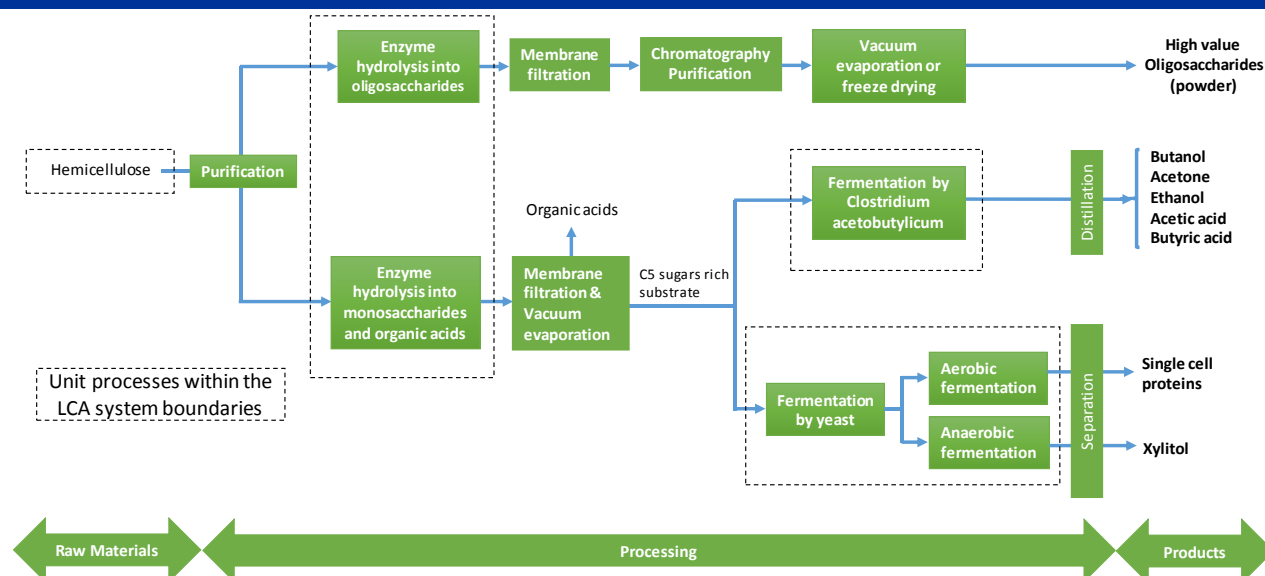 Enzyme
hydrolysis into
oligosaccharides
Membrane
filtration
Chromatography
Purification
Vacuum
evaporation or
freeze drying
High value
Oligosaccharides
(powder)
Hemicellulose
Purification
Organic acids
Enzyme
hydrolysis into
monosaccharides
and organic acids
Membrane
filtration &
Vacuum
evaporation
C5 sugars rich
substrate
Fermentation by
Clostridium
acetobutylicum
Distillation
Butanol
Acetone
Ethanol
Acetic acid
Butyric acid
Unit processes within the
LCA system boundaries
Fermentation
by yeast
Aerobic
fermentation
Anaerobic
fermentation
Separation
Single cell
proteins
Xylitol
Raw Materials
Processing
Products